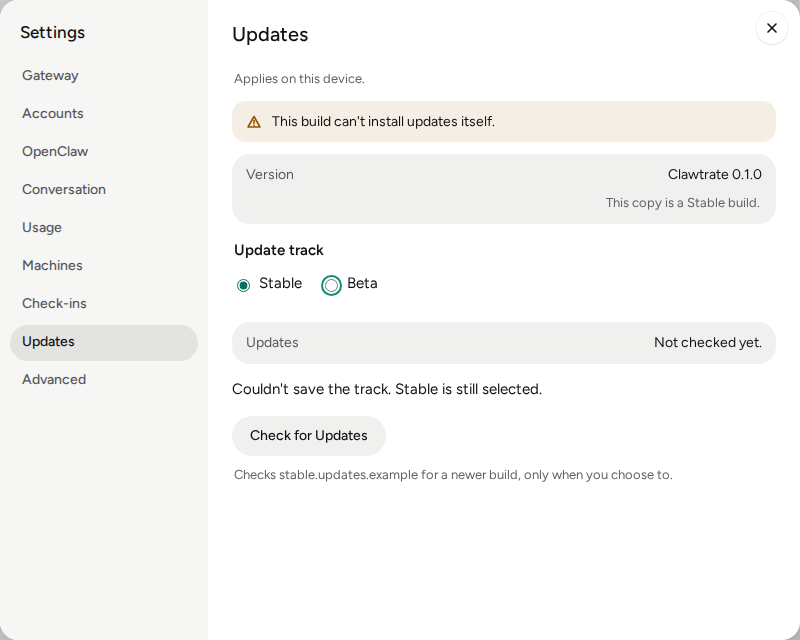 Settings
Gateway
Accounts
OpenClaw
Conversation
Usage
Machines
Check-ins
Updates
Advanced
Updates
Applies on this device.
This build can't install updates itself.
Version
Clawtrate 0.1.0
This copy is a Stable build.
Update track
Stable
Beta
Updates
Not checked yet.
Couldn't save the track. Stable is still selected.
Check for Updates
Checks stable.updates.example for a newer build, only when you choose to.